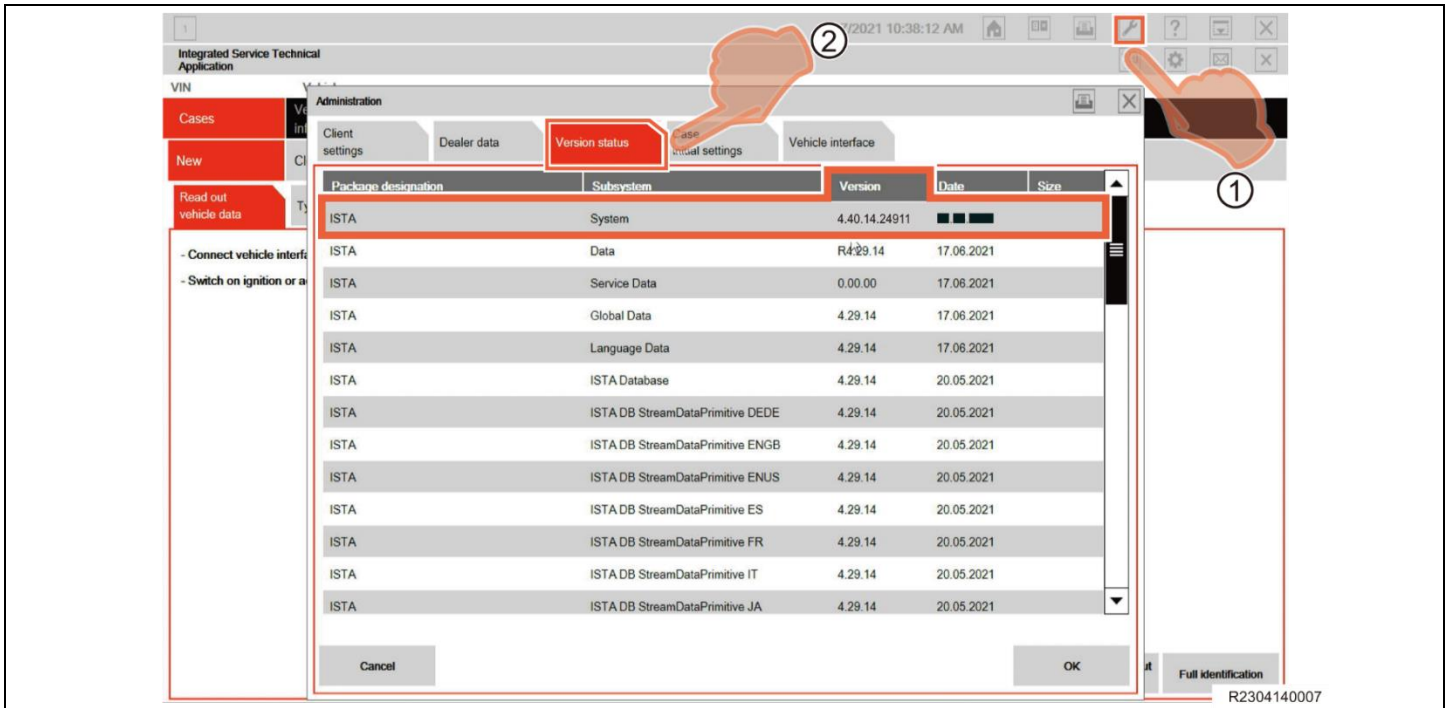 1
7/2021 10:38:12 AM
②
?
Integrated Service Technical
Application
VIN
Administration
Cases
Client
settings
Dealer data
Version status
Case
initial settings
Vehicle interface
New
Read out
vehicle data
①
Package designation Subsystem Version Date Size
ISTA System 4.40.14.24911
ISTA Data R4.29.14 17.06.2021
ISTA Service Data 0.00.00 17.06.2021
ISTA Global Data 4.29.14 17.06.2021
ISTA Language Data 4.29.14 17.06.2021
ISTA ISTA Database 4.29.14 20.05.2021
ISTA ISTA DB StreamDataPrimitive DEDE 4.29.14 20.05.2021
ISTA ISTA DB StreamDataPrimitive ENGB 4.29.14 20.05.2021
ISTA ISTA DB StreamDataPrimitive ENUS 4.29.14 20.05.2021
ISTA ISTA DB StreamDataPrimitive ES 4.29.14 20.05.2021
ISTA ISTA DB StreamDataPrimitive FR 4.29.14 20.05.2021
ISTA ISTA DB StreamDataPrimitive IT 4.29.14 20.05.2021
ISTA ISTA DB StreamDataPrimitive JA 4.29.14 20.05.2021
- Connect vehicle interfa
- Switch on ignition or a
Cancel
OK
Full identification
R2304140007